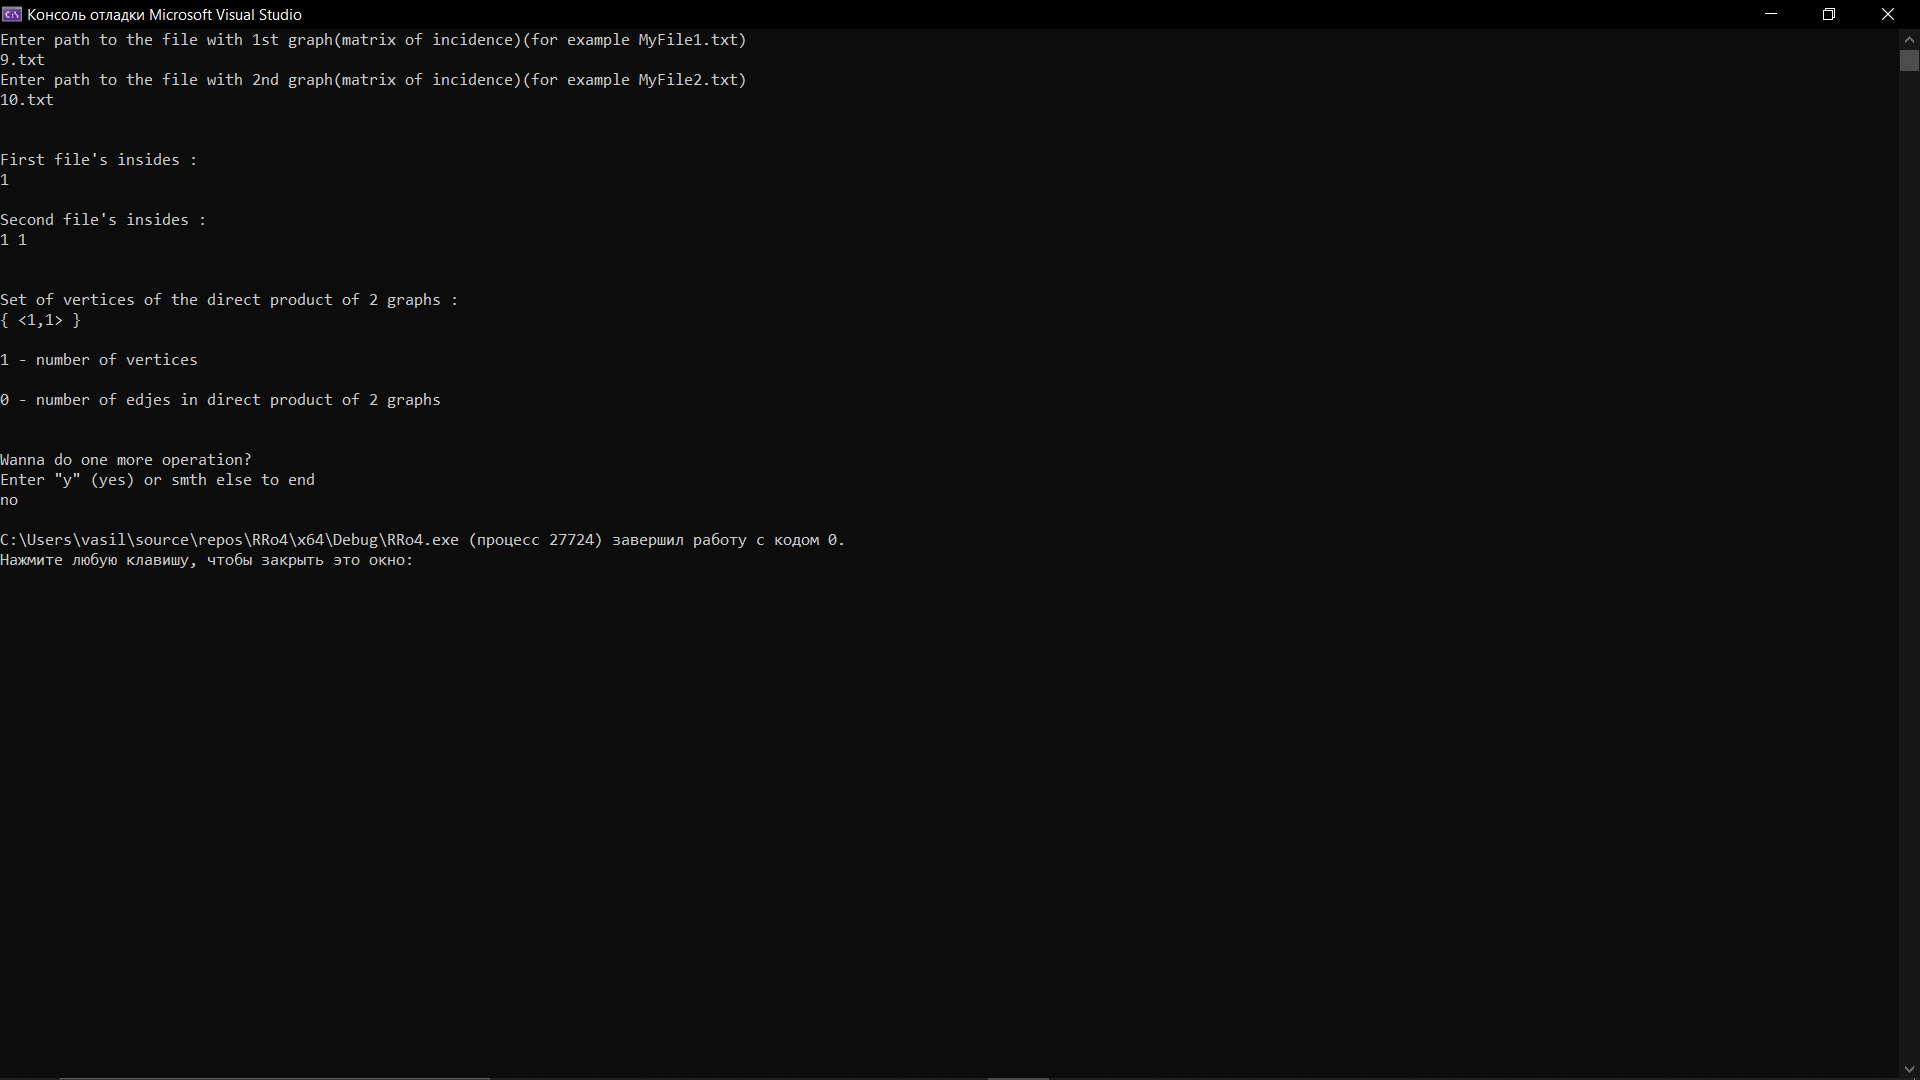 Консоль отладки Microsoft Visual Studio
Enter path to the file with 1st graph(matrix of incidence)(for example MyFile1.txt)
9.txt
Enter path to the file with 2nd graph(matrix of incidence)(for example MyFile2.txt)
10.txt
First file's insides :
1
Second file's insides :
1 1
Set of vertices of the direct product of 2 graphs :
{ <1,1> }
1 - number of vertices
0 - number of edjes in direct product of 2 graphs
Wanna do one more operation?
Enter "y" (yes) or smth else to end
no
C:\Users\vasil\source\repos\RRo4\x64\Debug\RRo4.exe (процесс 27724) завершил работу с кодом 0.
Нажмите любую клавишу, чтобы закрыть это окно: